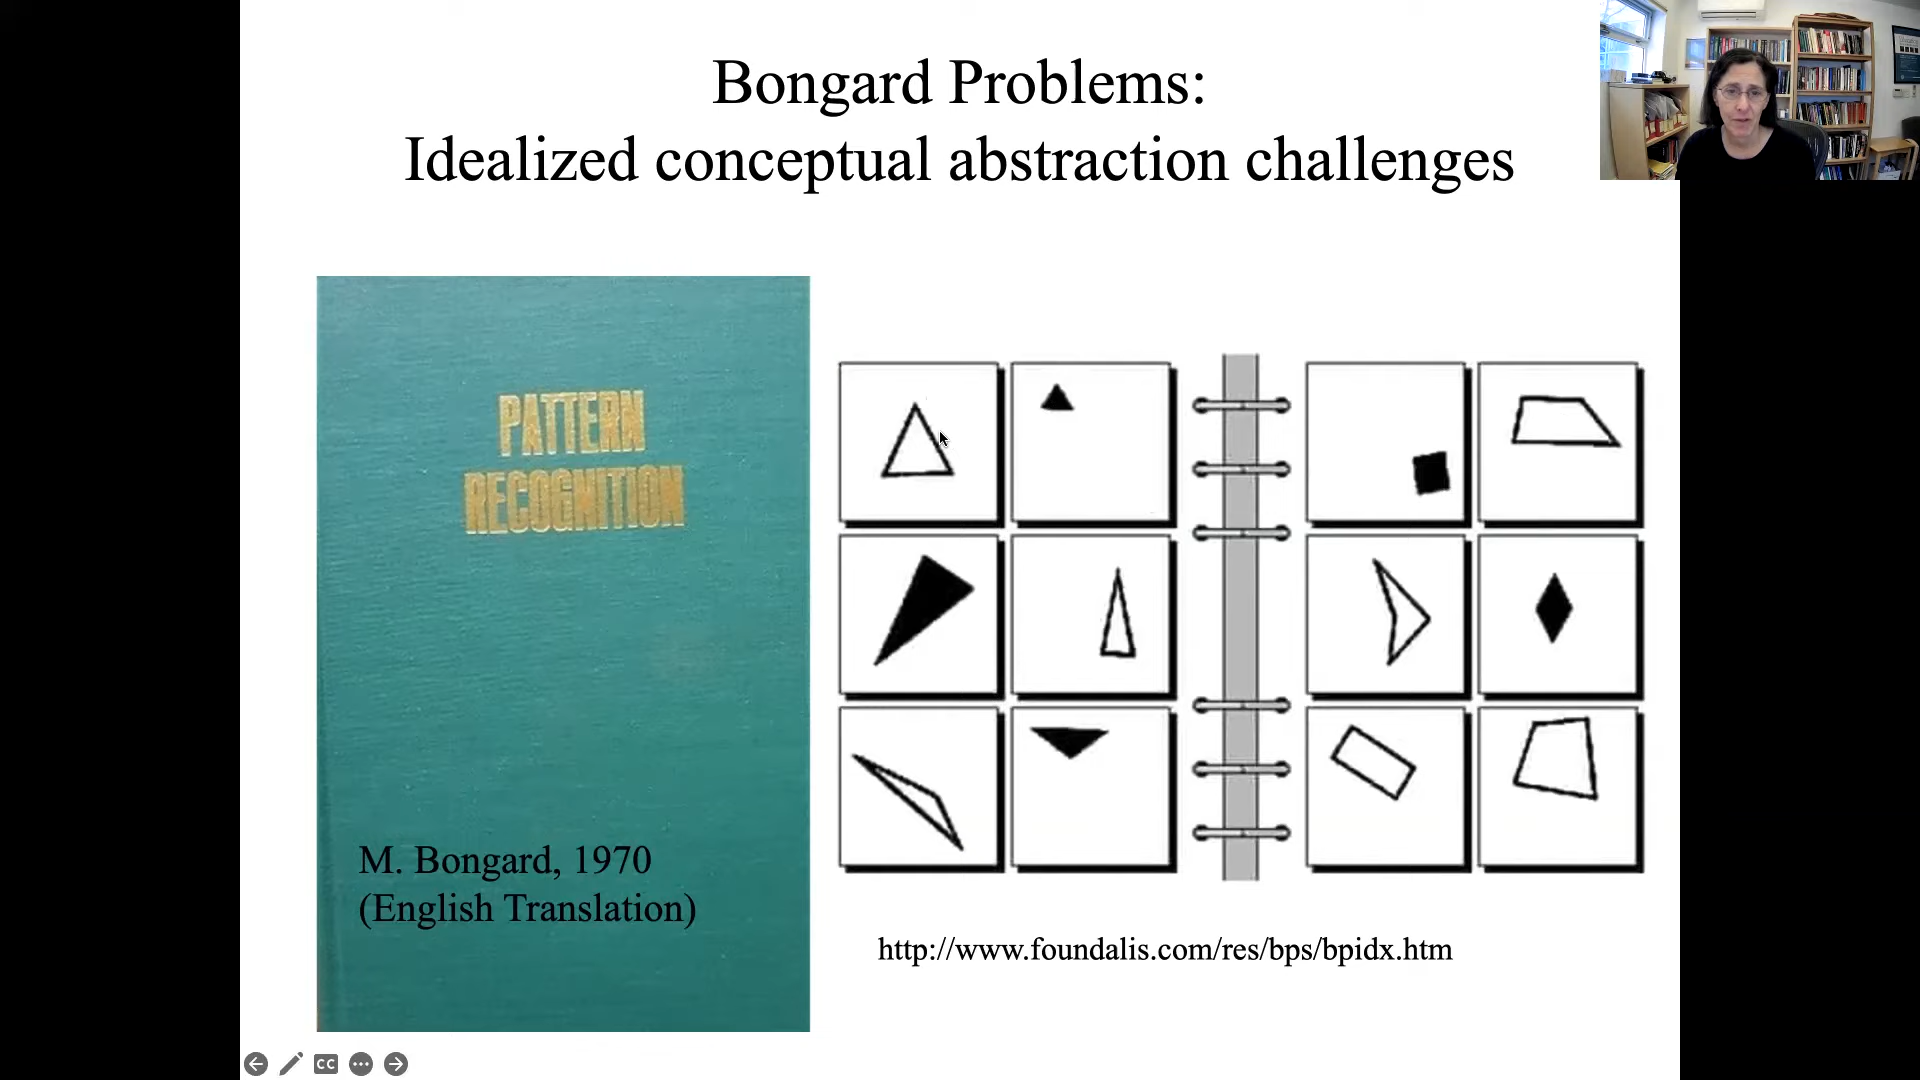 Bongard Problems:
Idealized conceptual abstraction challenges
PATTERN
RECOGNITION
M. Bongard, 1970
(English Translation)
http://www.foundalis.com/res/bps/bpidx.htm
CC